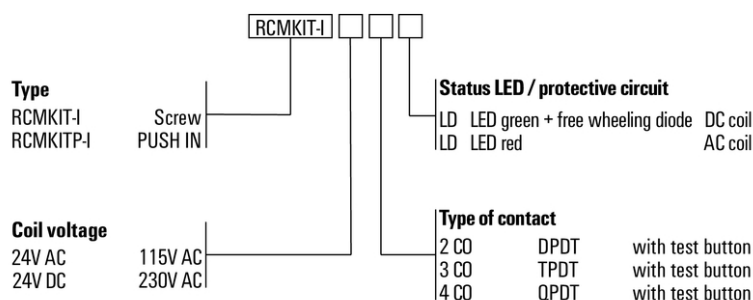 RCMKIT-I
Type
RCMKIT-I Screw
RCMKITP-I PUSH IN
Status LED / protective circuit
LD LED green + free wheeling diode DC coil
LD LED red AC coil
Coil voltage
24V AC 115V AC
24V DC 230V AC
Type of contact
2 CO DPDT with test button
3 CO TPDT with test button
4 CO QPDT with test button